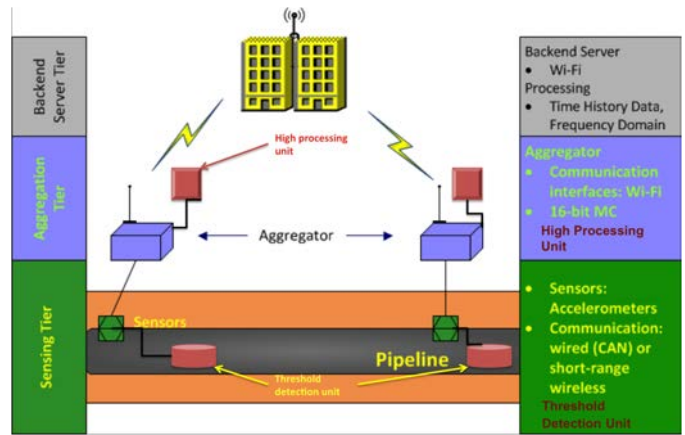 Backend
Server Tier
Backend Server
• Wi-Fi
Processing
• Time History Data,
Frequency Domain
High processing
unit
Aggregation
Tier
Aggregator
Aggregator
• Communication
interfaces: Wi-Fi
• 16-bit MC
High Processing
Unit
Sensing Tier
Sensors
Pipeline
Threshold
detection unit
• Sensors:
Accelerometers
• Communication:
wired (CAN) or
short-range
wireless
Threshold
Detection Unit